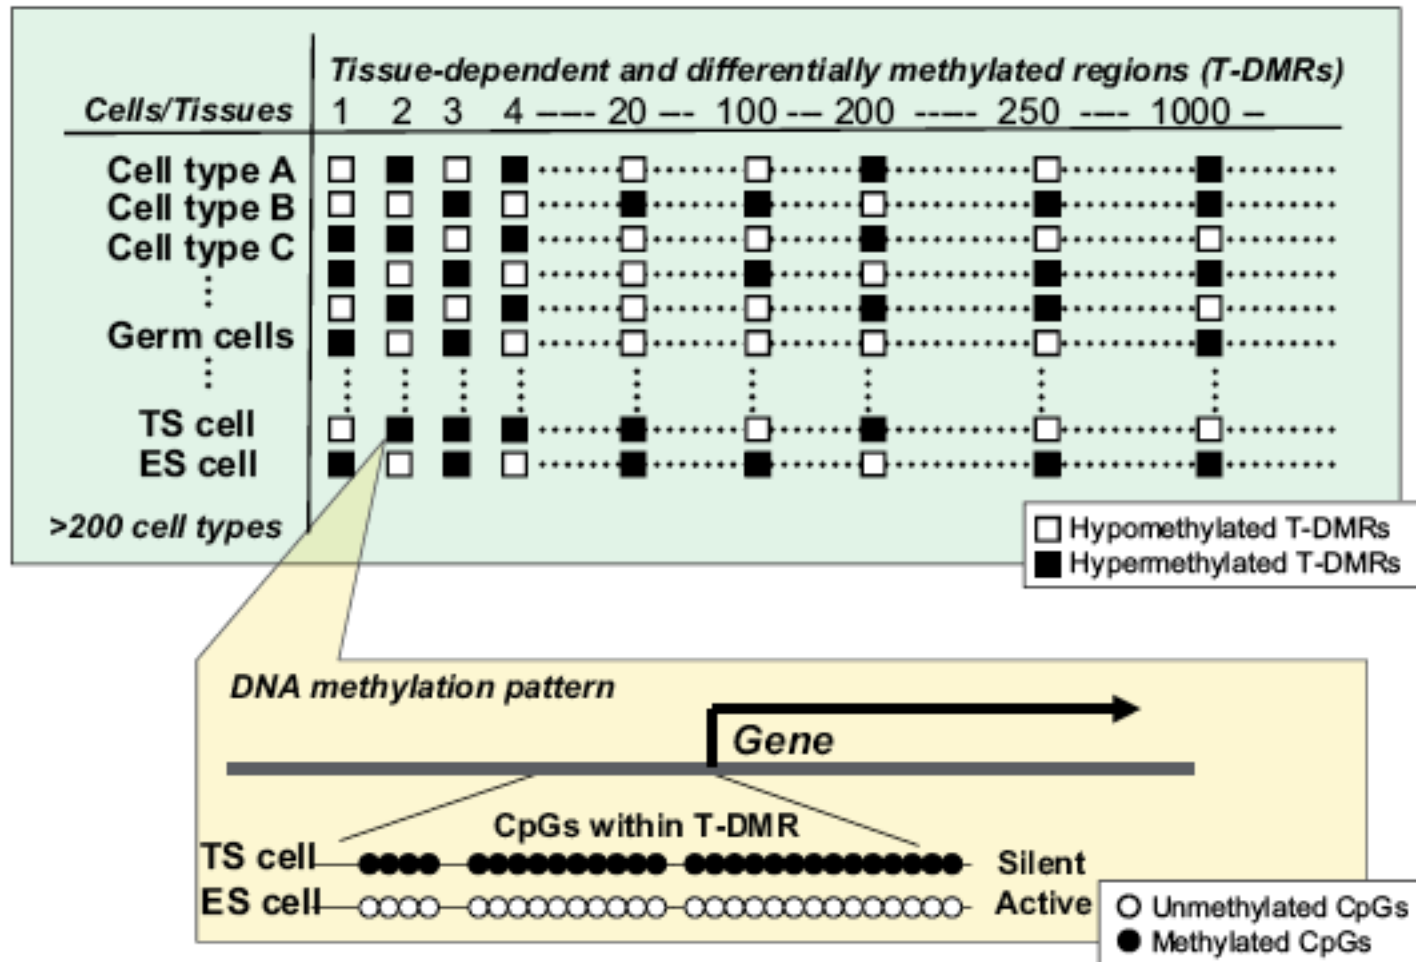 Tissue-dependent and differentially methylated regions (T-DMRs)
Cells/Tissues 1 2 3 4 ---- 20 --- 100 --- 200 ----- 250 ---- 1000 --
Cell type A
Cell type B
Cell type C
Germ cells
TS cell
ES cell
>200 cell types
Hypomethylated T-DMRs
Hypermethylated T-DMRs
DNA methylation pattern
Gene
CpGs within T-DMR
TS cell Silent
ES cell Active
Unmethylated CpGs
Methylated CpGs